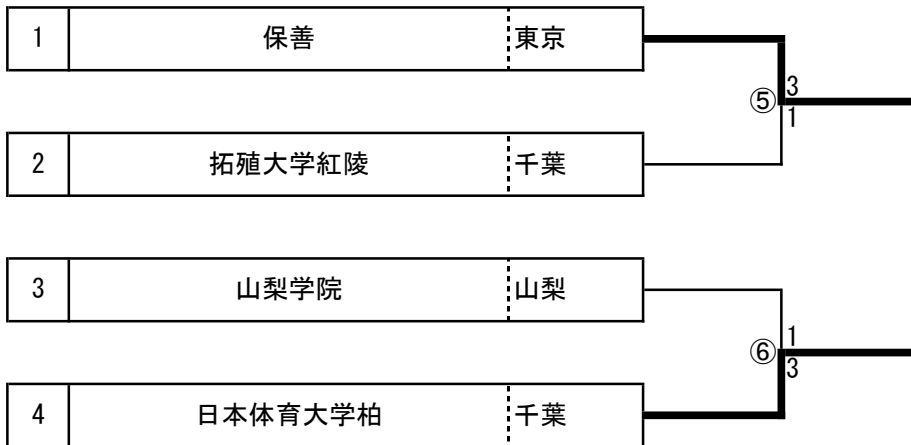 1 保善 東京
⑤ 3
1
2 拓殖大学紅陵 千葉
3 山梨学院 山梨
⑥ 1
3
4 日本体育大学柏 千葉